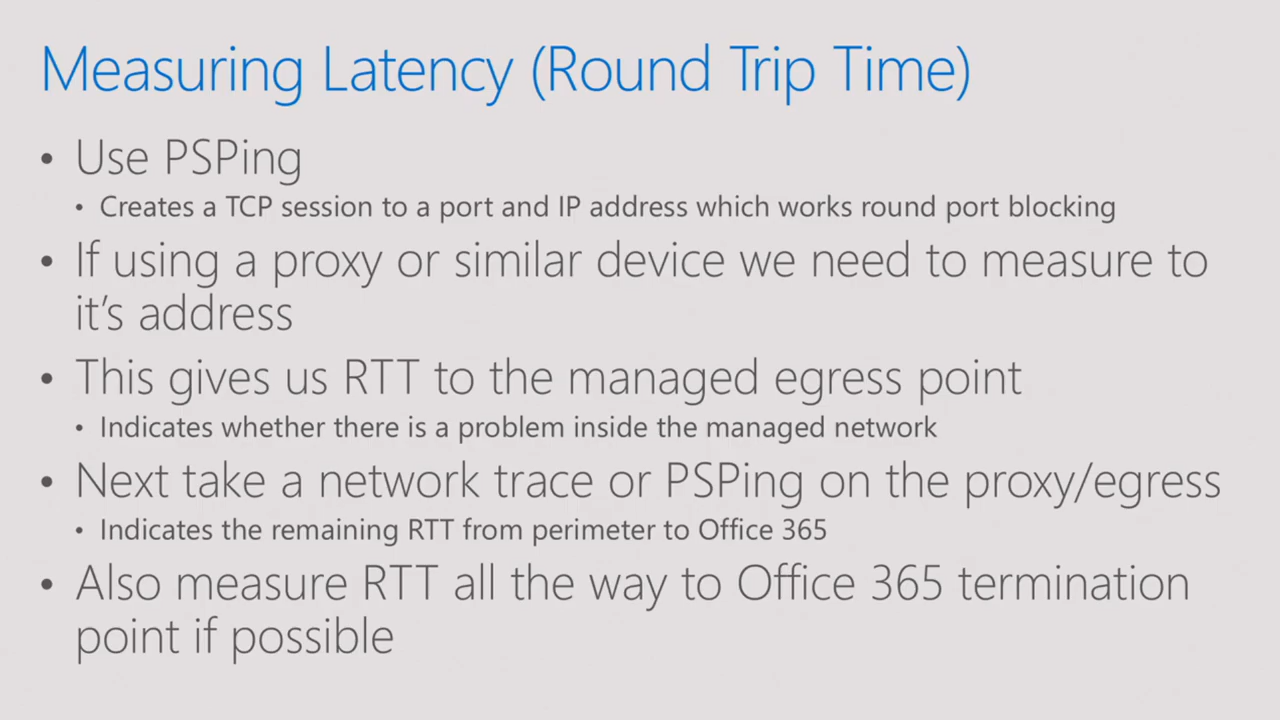 Measuring Latency (Round Trip Time)
• Use PSPing
• Creates a TCP session to a port and IP address which works round port blocking
• If using a proxy or similar device we need to measure to
it's address
• This gives us RTT to the managed egress point
• Indicates whether there is a problem inside the managed network
• Next take a network trace or PSPing on the proxy/egress
• Indicates the remaining RTT from perimeter to Office 365
• Also measure RTT all the way to Office 365 termination
point if possible